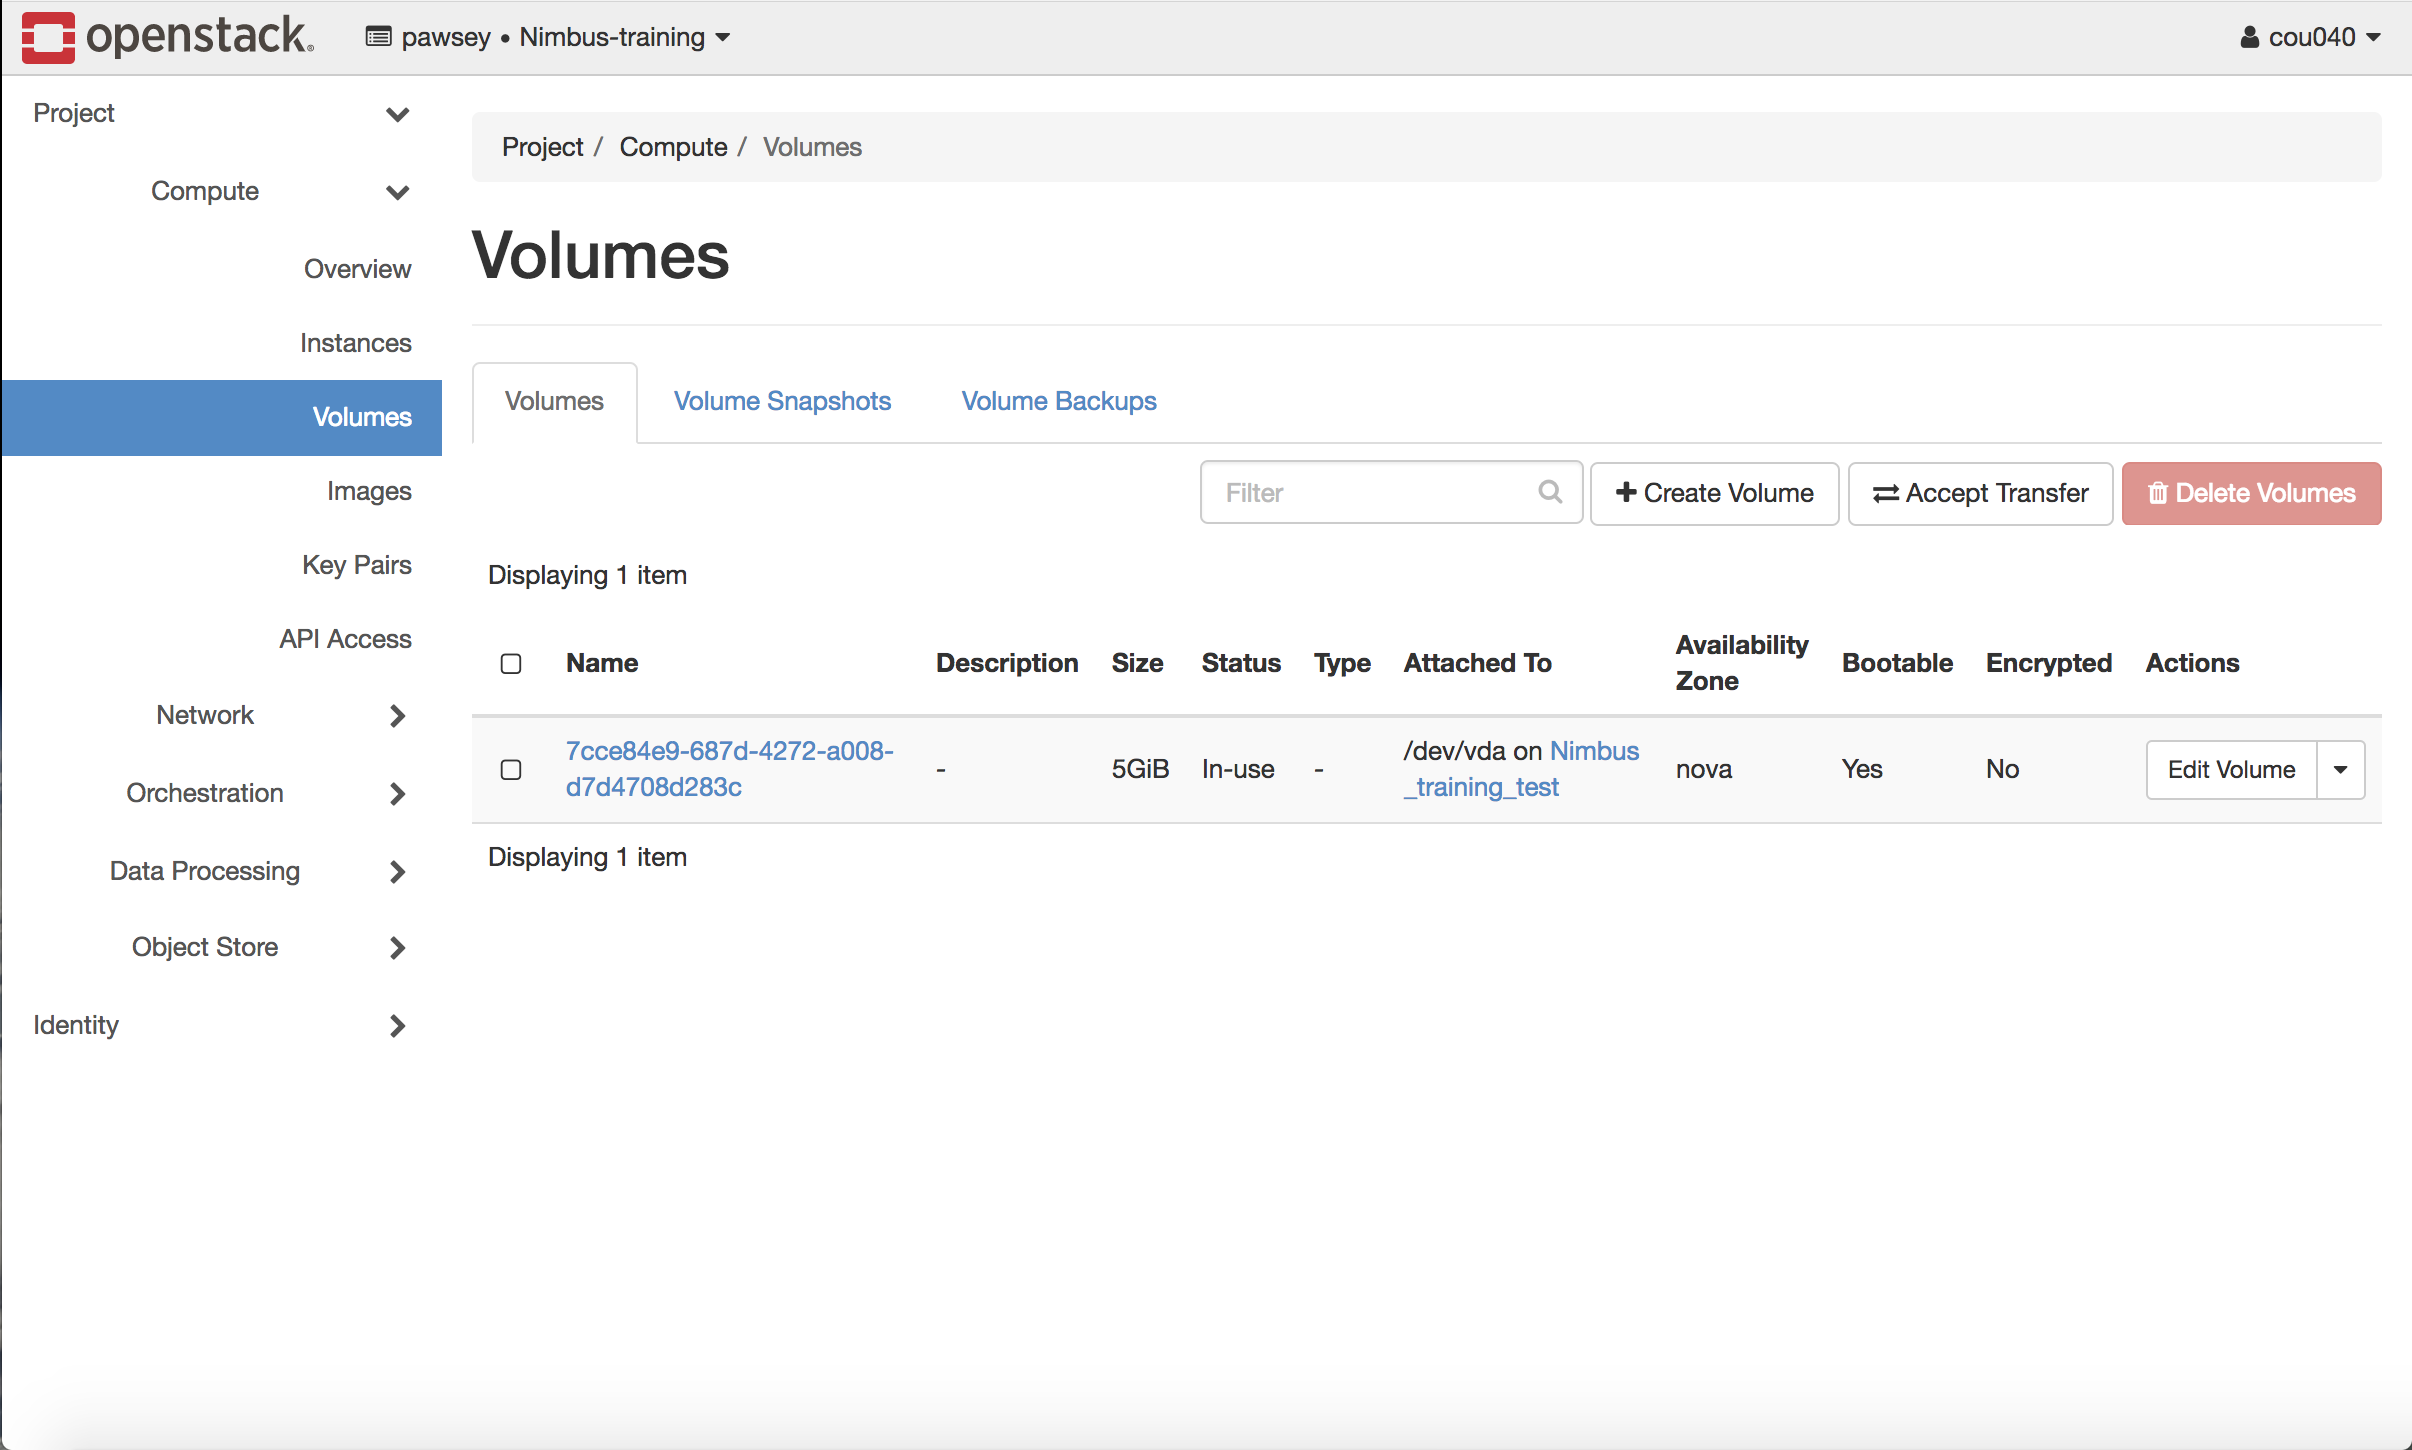 openstack.
pawsey • Nimbus-training
cou040
Project
Compute
Overview
Instances
Volumes
Images
Key Pairs
API Access
Network
Orchestration
Data Processing
Object Store
Identity
Project / Compute / Volumes
Volumes
Volumes Volume Snapshots Volume Backups
Filter Create Volume Accept Transfer Delete Volumes
Displaying 1 item
Name Description Size Status Type Attached To Availability Zone Bootable Encrypted Actions
7cce84e9-687d-4272-a008-
d7d4708d283c
-
5GiB
In-use
-
/dev/vda on Nimbus
_training_test
nova
Yes
No
Edit Volume
Displaying 1 item